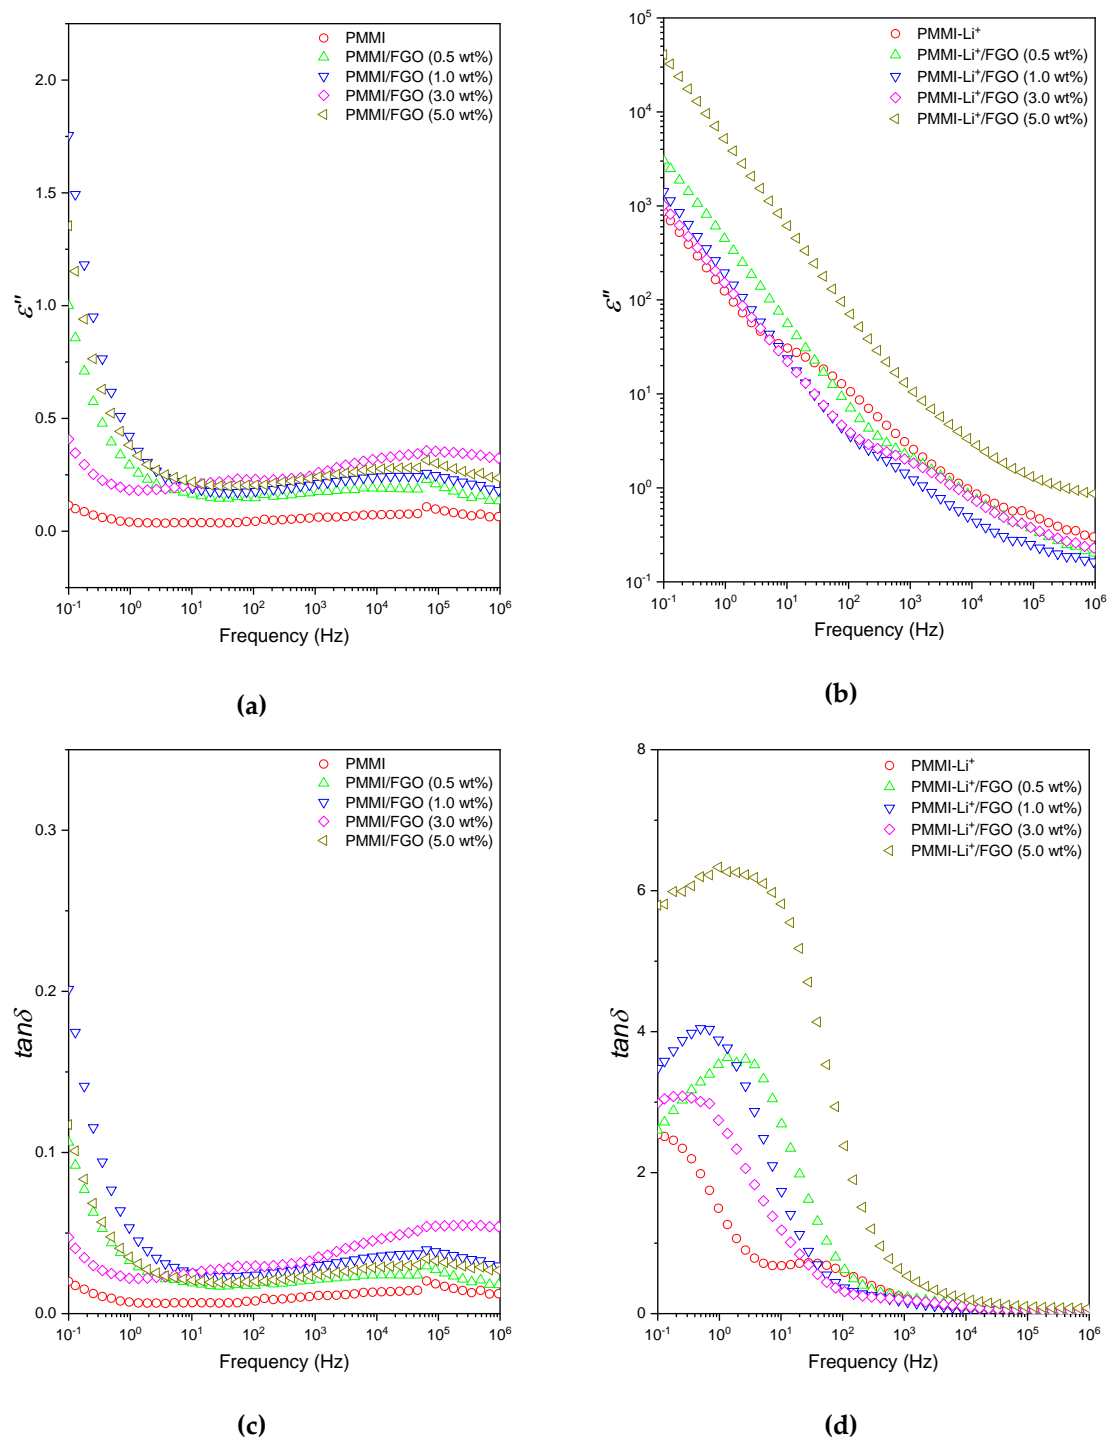 PMMI
PMMI/FGO (0.5 wt%)
PMMI/FGO (1.0 wt%)
PMMI/FGO (3.0 wt%)
PMMI/FGO (5.0 wt%)
2.0
1.5
1.0
0.5
0.0
ε″
10⁻¹ 10⁰ 10¹ 10² 10³ 10⁴ 10⁵ 10⁶
Frequency (Hz)
(a)
PMMI-Li⁺
PMMI-Li⁺/FGO (0.5 wt%)
PMMI-Li⁺/FGO (1.0 wt%)
PMMI-Li⁺/FGO (3.0 wt%)
PMMI-Li⁺/FGO (5.0 wt%)
10⁵
10⁴
10³
10²
10¹
10⁰
10⁻¹
ε″
10⁻¹ 10⁰ 10¹ 10² 10³ 10⁴ 10⁵ 10⁶
Frequency (Hz)
(b)
PMMI
PMMI/FGO (0.5 wt%)
PMMI/FGO (1.0 wt%)
PMMI/FGO (3.0 wt%)
PMMI/FGO (5.0 wt%)
0.3
0.2
0.1
0.0
tanδ
10⁻¹ 10⁰ 10¹ 10² 10³ 10⁴ 10⁵ 10⁶
Frequency (Hz)
(c)
PMMI-Li⁺
PMMI-Li⁺/FGO (0.5 wt%)
PMMI-Li⁺/FGO (1.0 wt%)
PMMI-Li⁺/FGO (3.0 wt%)
PMMI-Li⁺/FGO (5.0 wt%)
8
6
4
2
0
tanδ
10⁻¹ 10⁰ 10¹ 10² 10³ 10⁴ 10⁵ 10⁶
Frequency (Hz)
(d)